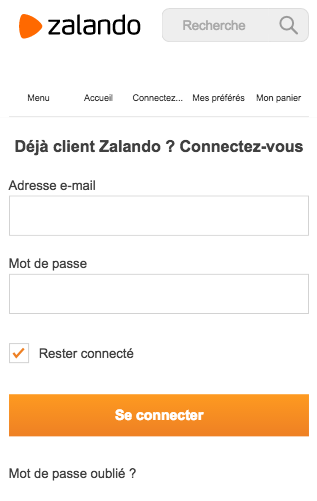 zalando
Recherche
Menu Accueil Connectez... Mes préférés Mon panier
Déjà client Zalando ? Connectez-vous
Adresse e-mail
Mot de passe
Rester connecté
Se connecter
Mot de passe oublié ?